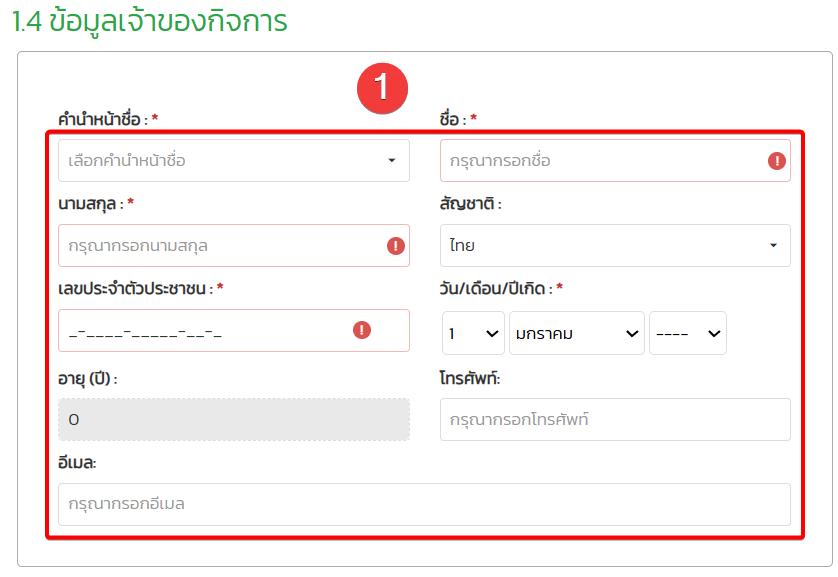 1.4 ข้อมูลเจ้าของกิจการ
1
คำนำหน้าชื่อ : * ชื่อ : *
เลือกคำนำหน้าชื่อ กรุณากรอกชื่อ
นามสกุล : * สัญชาติ :
กรุณากรอกนามสกุล ไทย
เลขประจำตัวประชาชน : * วัน/เดือน/ปีเกิด : *
_-____-_____-__-_ 1 มกราคม ----
อายุ (ปี) : โทรศัพท์:
0 กรุณากรอกโทรศัพท์
อีเมล:
กรุณากรอกอีเมล